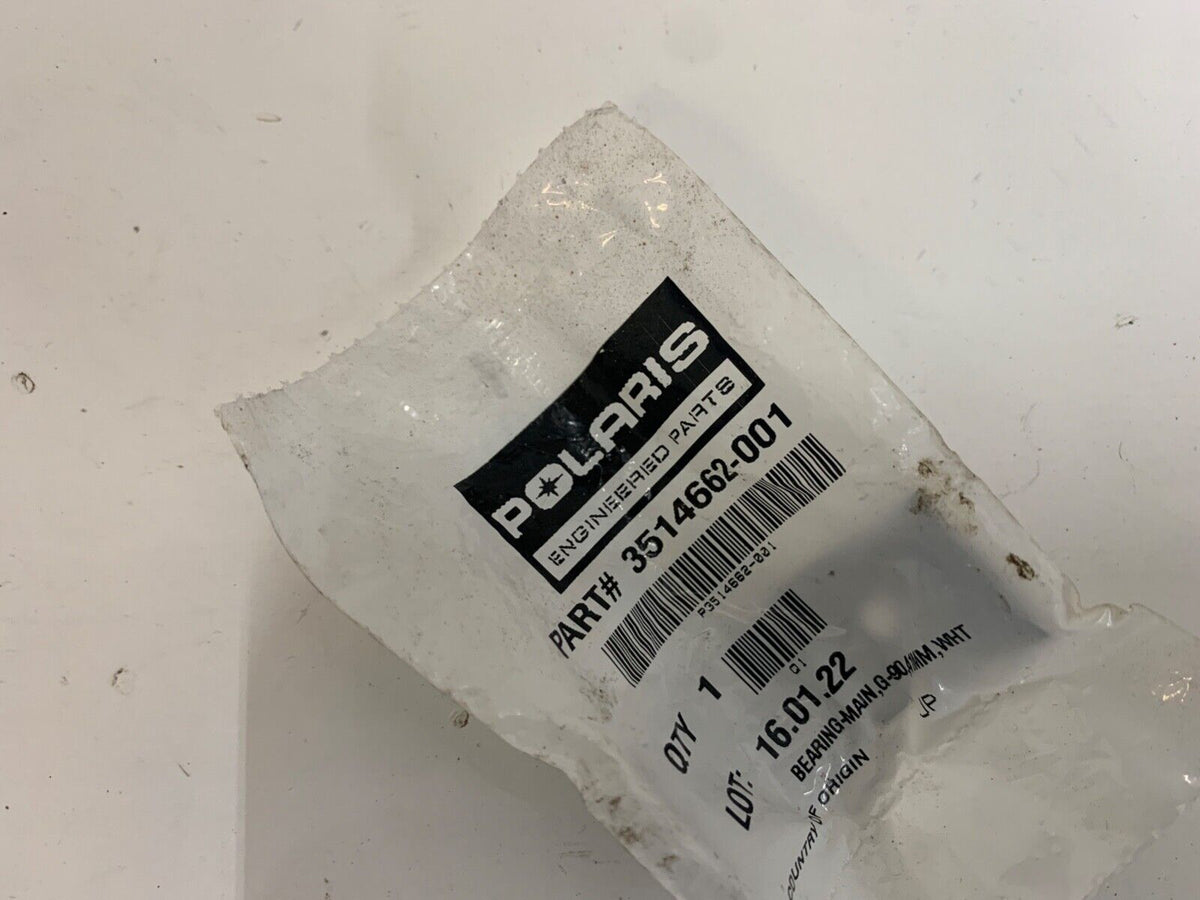 POLARIS
ENGINEERED PARTS
PART# 3514662-001
P3514662-001
QTY 1
Q1
LOT: 16.01.22
BEARING-MAIN,G-90,
WHT
COUNTRY OF ORIGIN JP